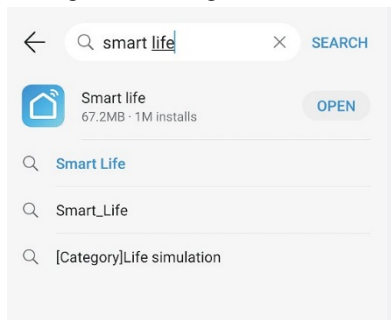 smart life SEARCH
Smart life
67.2MB · 1M installs
OPEN
Smart Life
Smart_Life
[Category]Life simulation